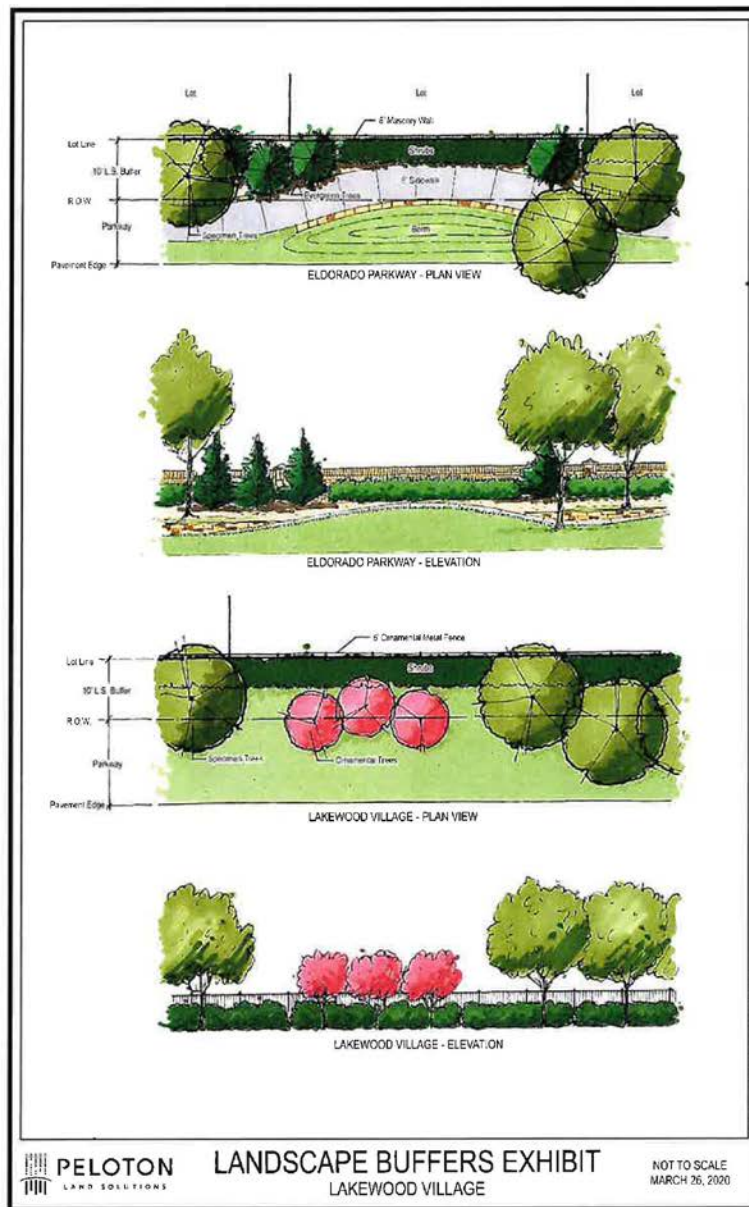 Lot Lot Lot
6' Masonry Wall
Lot Line
Shrubs
10' L.S. Buffer
6' Sidewalk
Evergreen Trees
R.O.W.
Parkway
Specimen Trees
Berm
Pavement Edge
ELDORADO PARKWAY - PLAN VIEW
ELDORADO PARKWAY - ELEVATION
6' Ornamental Metal Fence
Lot Line
Shrubs
10' L.S. Buffer
R.O.W.
Specimen Trees
Ornamental Trees
Parkway
Pavement Edge
LAKEWOOD VILLAGE - PLAN VIEW
LAKEWOOD VILLAGE - ELEVATION
PELOTON
LAND SOLUTIONS
LANDSCAPE BUFFERS EXHIBIT
LAKEWOOD VILLAGE
NOT TO SCALE
MARCH 26, 2020